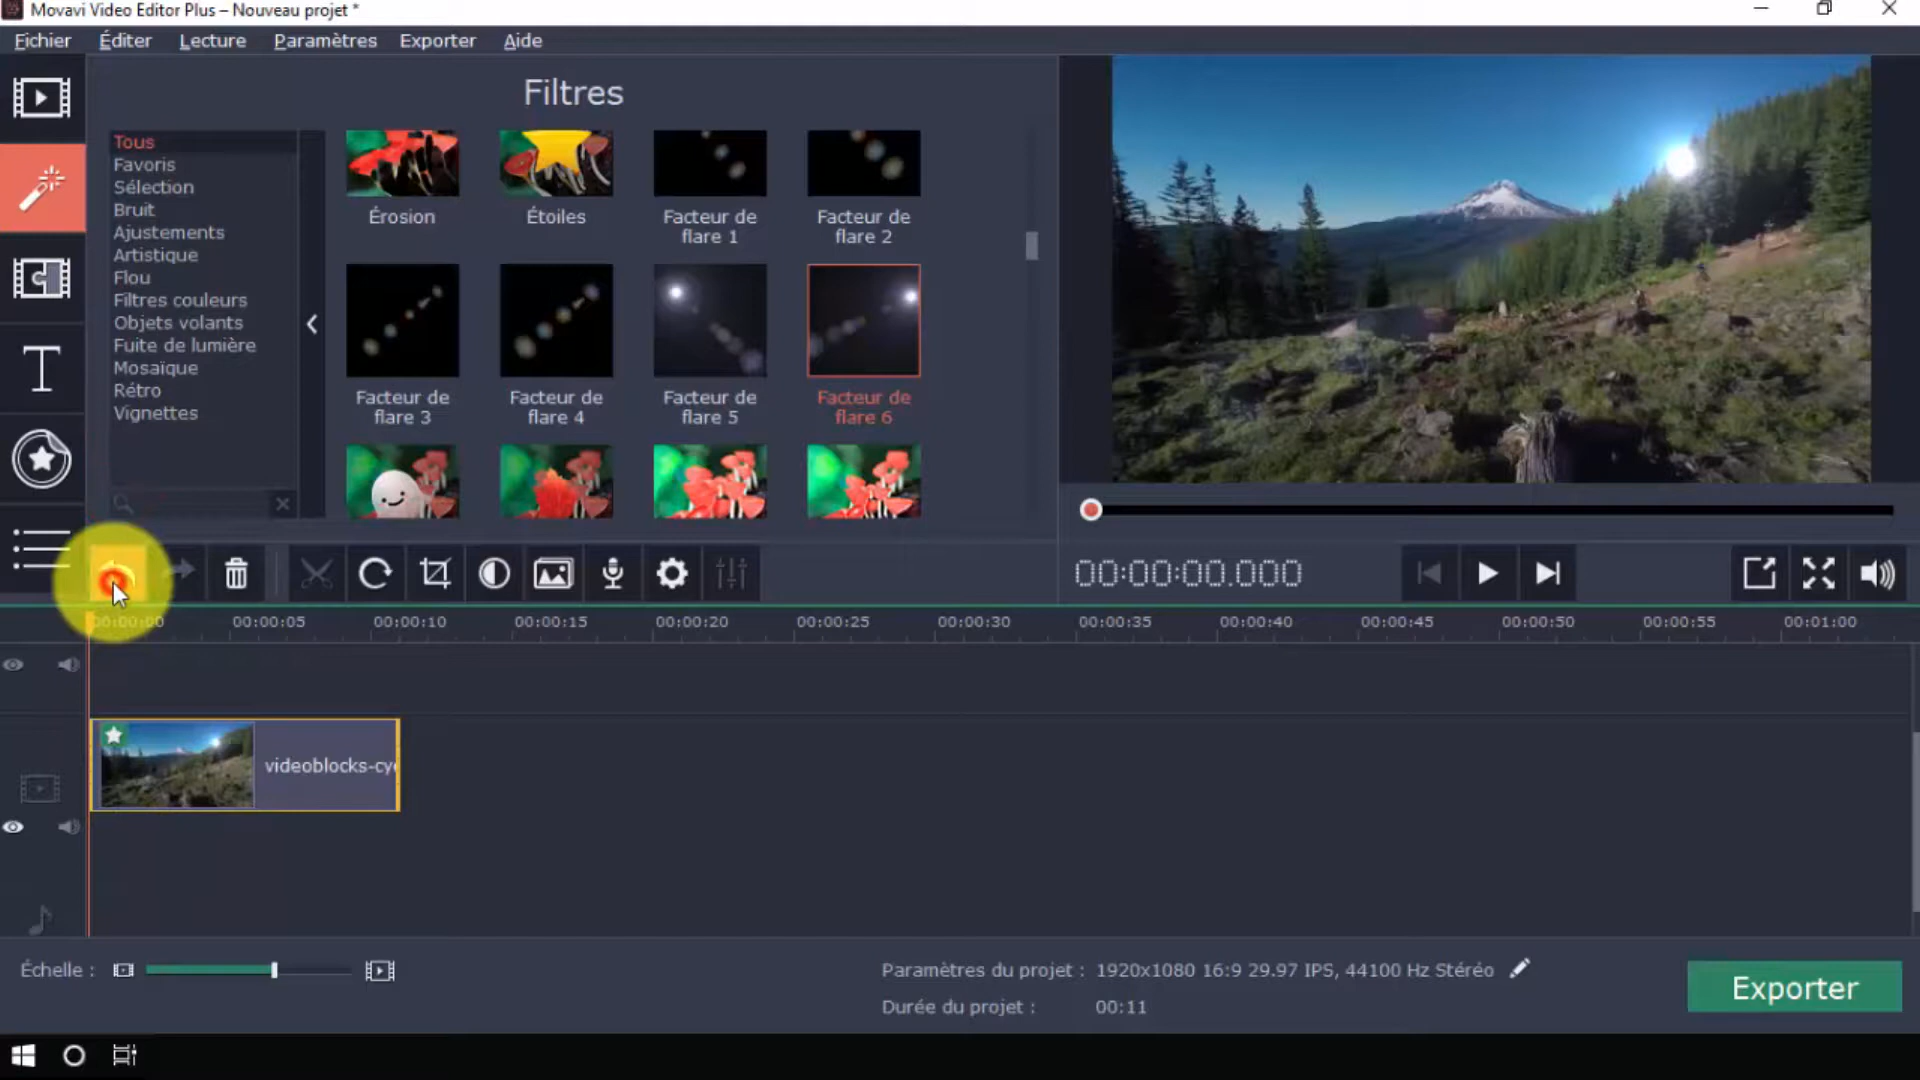 Movavi Video Editor Plus – Nouveau projet *
Fichier Éditer Lecture Paramètres Exporter Aide
Filtres
Tous
Favoris
Sélection
Bruit
Ajustements
Artistique
Flou
Filtres couleurs
Objets volants
Fuite de lumière
Mosaïque
Rétro
Vignettes
Érosion
Étoiles
Facteur de
flare 1
Facteur de
flare 2
Facteur de
flare 3
Facteur de
flare 4
Facteur de
flare 5
Facteur de
flare 6
00:00:00.000
00:00:00 00:00:05 00:00:10 00:00:15 00:00:20 00:00:25 00:00:30 00:00:35 00:00:40 00:00:45 00:00:50 00:00:55 00:01:00
videoblocks-cy
Échelle :
Paramètres du projet : 1920x1080 16:9 29.97 IPS, 44100 Hz Stéréo
Durée du projet : 00:11
Exporter